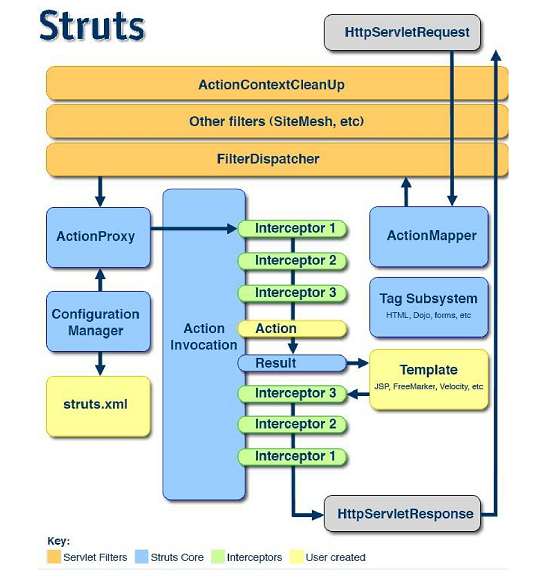 Struts
HttpServletRequest
ActionContextCleanUp
Other filters (SiteMesh, etc)
FilterDispatcher
ActionProxy
Interceptor 1
ActionMapper
Interceptor 2
Interceptor 3
Tag Subsystem
HTML, Dojo, forms, etc
Configuration
Manager
Action
Invocation
Action
Result
Template
JSP, FreeMarker, Velocity, etc
struts.xml
Interceptor 3
Interceptor 2
Interceptor 1
HttpServletResponse
Key:
Servlet Filters
Struts Core
Interceptors
User created